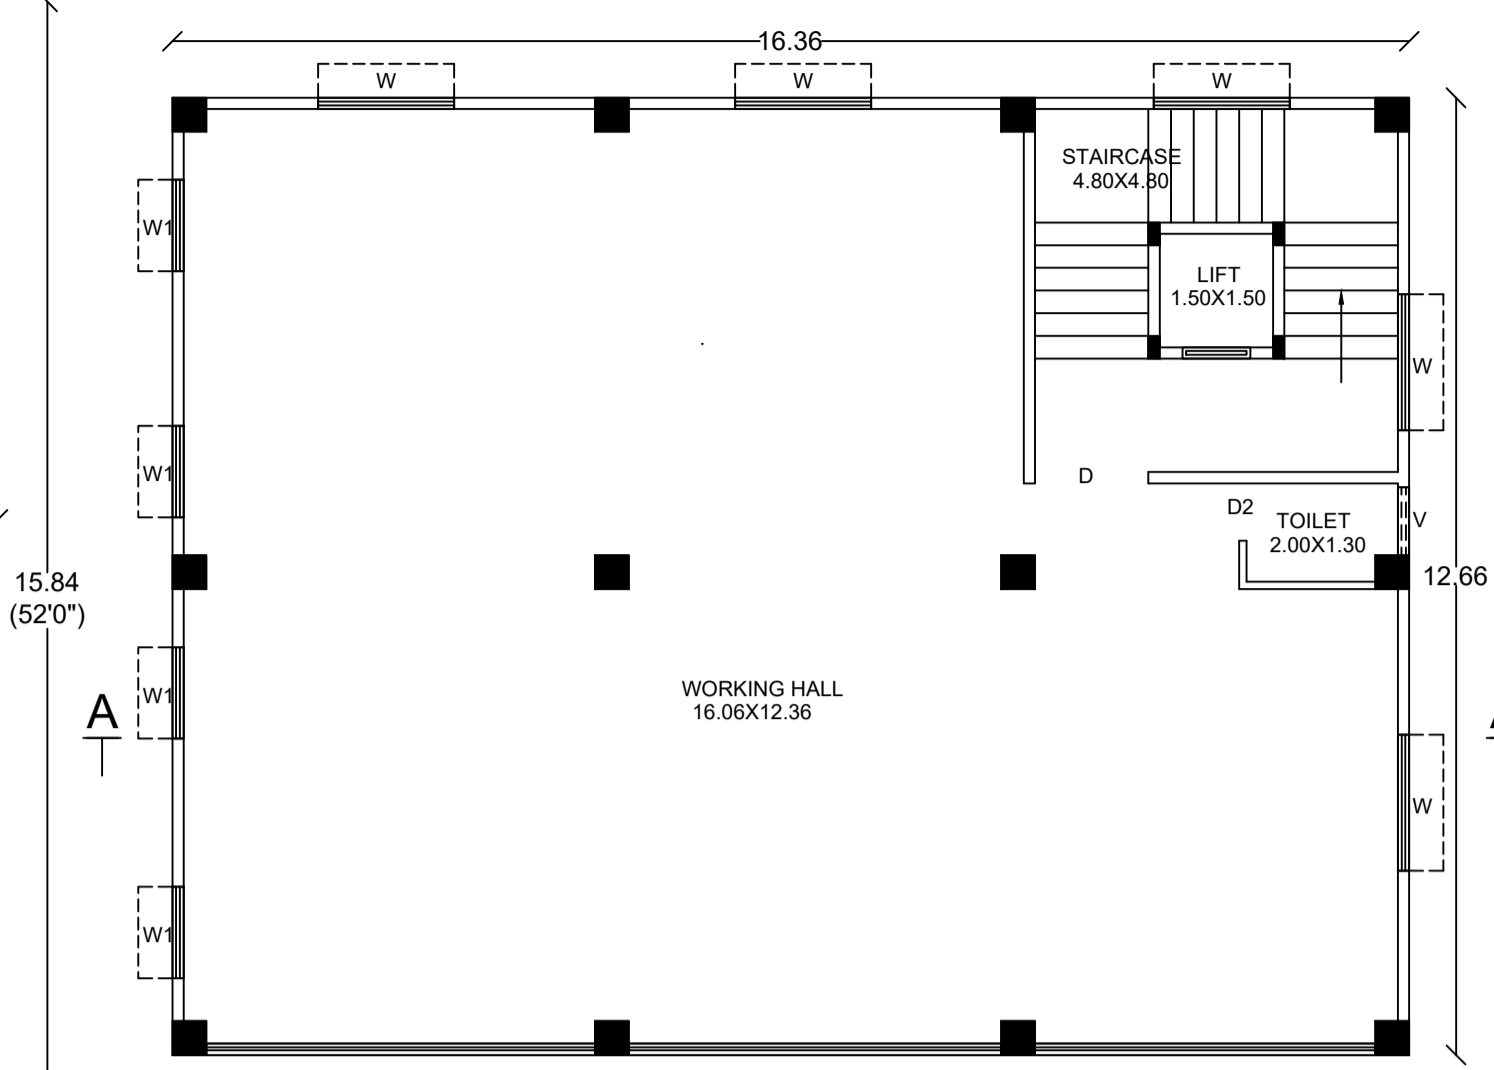 16.36
W
W
W
STAIRCASE
4.80X4.80
W1
LIFT
1.50X1.50
W
W1
D
D2
TOILET
2.00X1.30
V
15.84
(52'0")
12.66
WORKING HALL
16.06X12.36
W1
A
W
W1